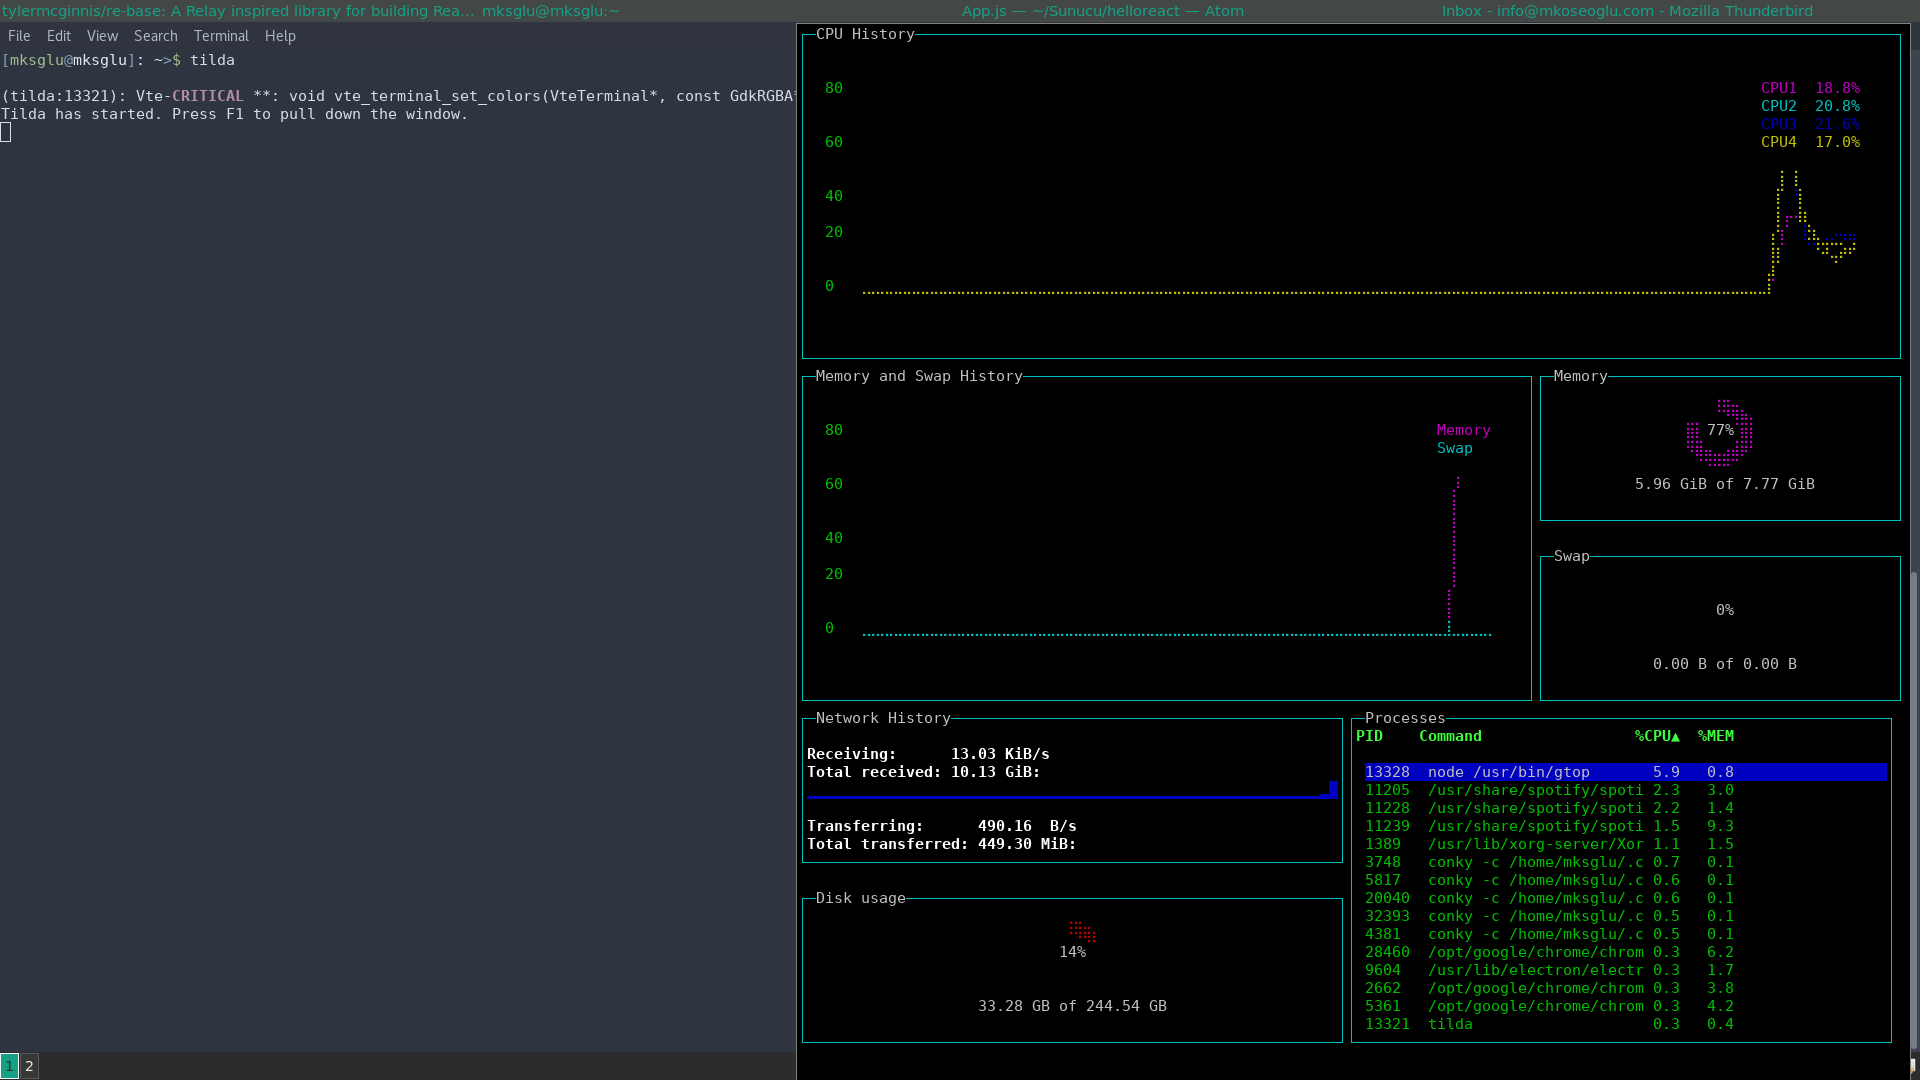 tylermcginnis/re-base: A Relay inspired library for building Rea... mksglu@mksglu:~ App.js — ~/Sunucu/helloreact — Atom Inbox - info@mkoseoglu.com - Mozilla Thunderbird
File Edit View Search Terminal Help
[mksglu@mksglu]: ~>$ tilda
(tilda:13321): Vte-CRITICAL **: void vte_terminal_set_colors(VteTerminal*, const GdkRGBA*
Tilda has started. Press F1 to pull down the window.
CPU History
80
60
40
20
0
CPU1 18.8%
CPU2 20.8%
CPU3 21.6%
CPU4 17.0%
Memory and Swap History
80
60
40
20
0
Memory
Swap
Memory
77%
5.96 GiB of 7.77 GiB
Swap
0%
0.00 B of 0.00 B
Network History
Receiving: 13.03 KiB/s
Total received: 10.13 GiB:
Transferring: 490.16 B/s
Total transferred: 449.30 MiB:
Disk usage
14%
33.28 GB of 244.54 GB
Processes
PID Command %CPU▲ %MEM
13328 node /usr/bin/gtop 5.9 0.8
11205 /usr/share/spotify/spoti 2.3 3.0
11228 /usr/share/spotify/spoti 2.2 1.4
11239 /usr/share/spotify/spoti 1.5 9.3
1389 /usr/lib/xorg-server/Xor 1.1 1.5
3748 conky -c /home/mksglu/.c 0.7 0.1
5817 conky -c /home/mksglu/.c 0.6 0.1
20040 conky -c /home/mksglu/.c 0.6 0.1
32393 conky -c /home/mksglu/.c 0.5 0.1
4381 conky -c /home/mksglu/.c 0.5 0.1
28460 /opt/google/chrome/chrom 0.3 6.2
9604 /usr/lib/electron/electr 0.3 1.7
2662 /opt/google/chrome/chrom 0.3 3.8
5361 /opt/google/chrome/chrom 0.3 4.2
13321 tilda 0.3 0.4
1 2